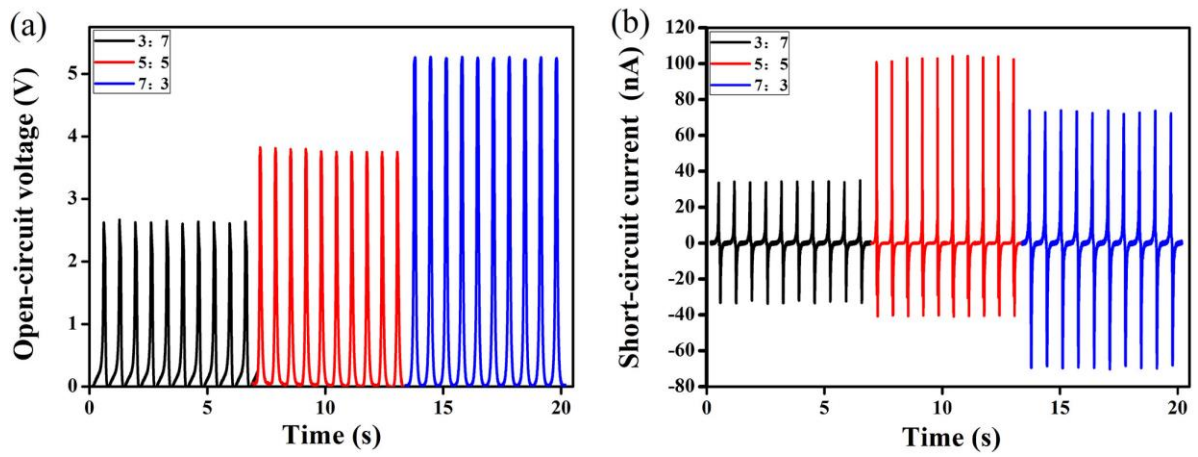 (a)
3：7
5：5
7：3
Open-circuit voltage (V)
5
4
3
2
1
0
0 5 10 15 20
Time (s)
(b)
3：7
5：5
7：3
Short-circuit current (nA)
120
100
80
60
40
20
0
-20
-40
-60
-80
0 5 10 15 20
Time (s)